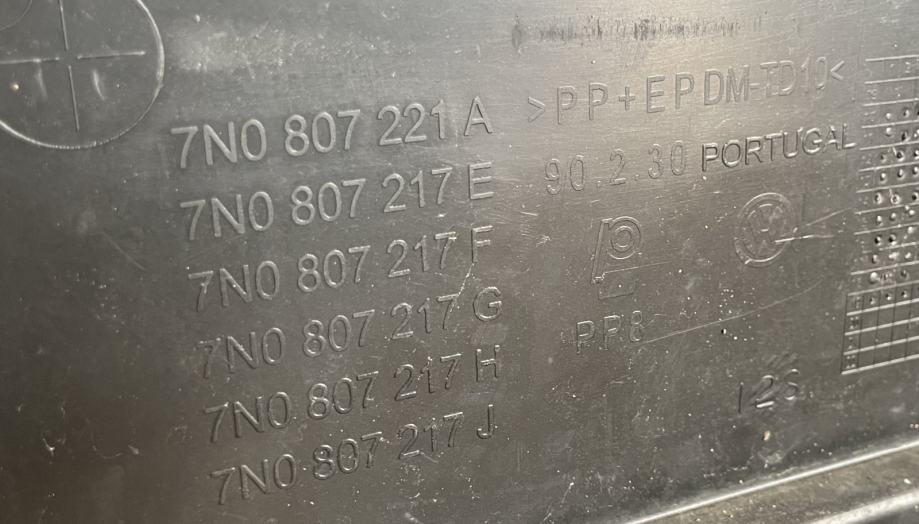 7N0 807 221 A
7N0 807 217 E
7N0 807 217 F
7N0 807 217 G
7N0 807 217 H
7N0 807 217 J
>PP+EPDM-TD10<
90.2.30 PORTUGAL
PP8